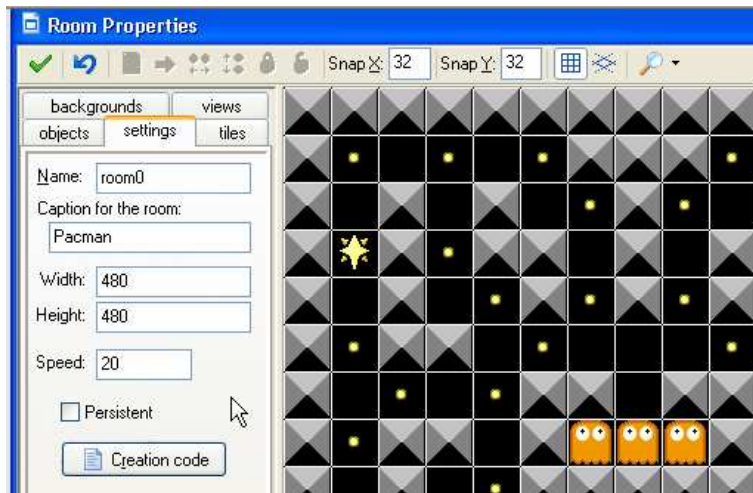 Room Properties
Snap X: 32 Snap Y: 32
backgrounds views
objects settings tiles
Name: room0
Caption for the room:
Pacman
Width: 480
Height: 480
Speed: 20
Persistent
Creation code